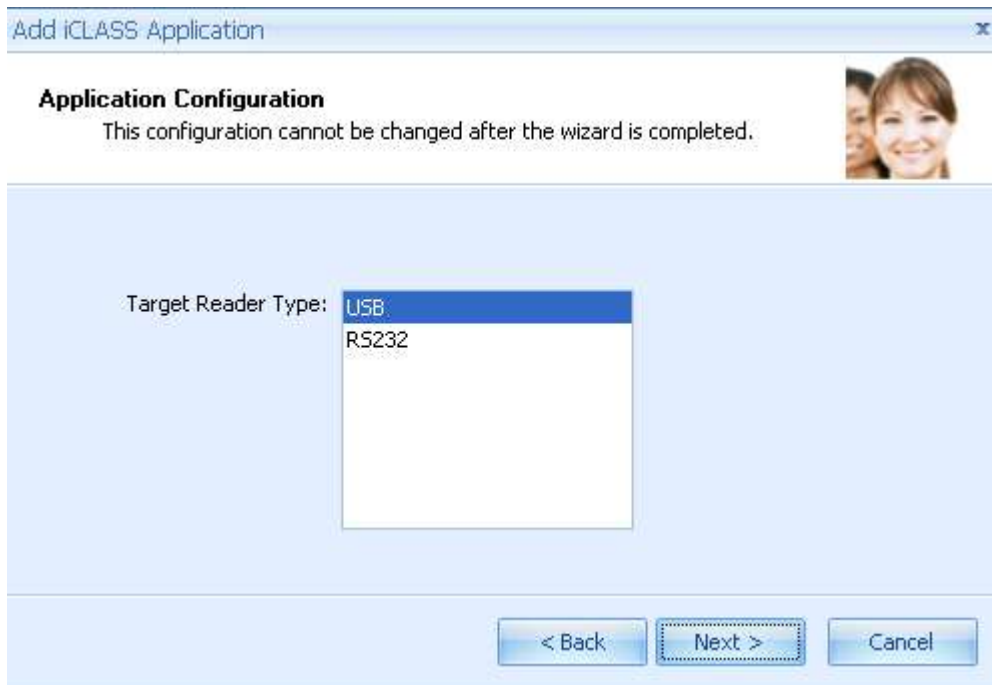 Add iCLASS Application
Application Configuration
This configuration cannot be changed after the wizard is completed.
Target Reader Type:
USB
RS232
< Back
Next >
Cancel